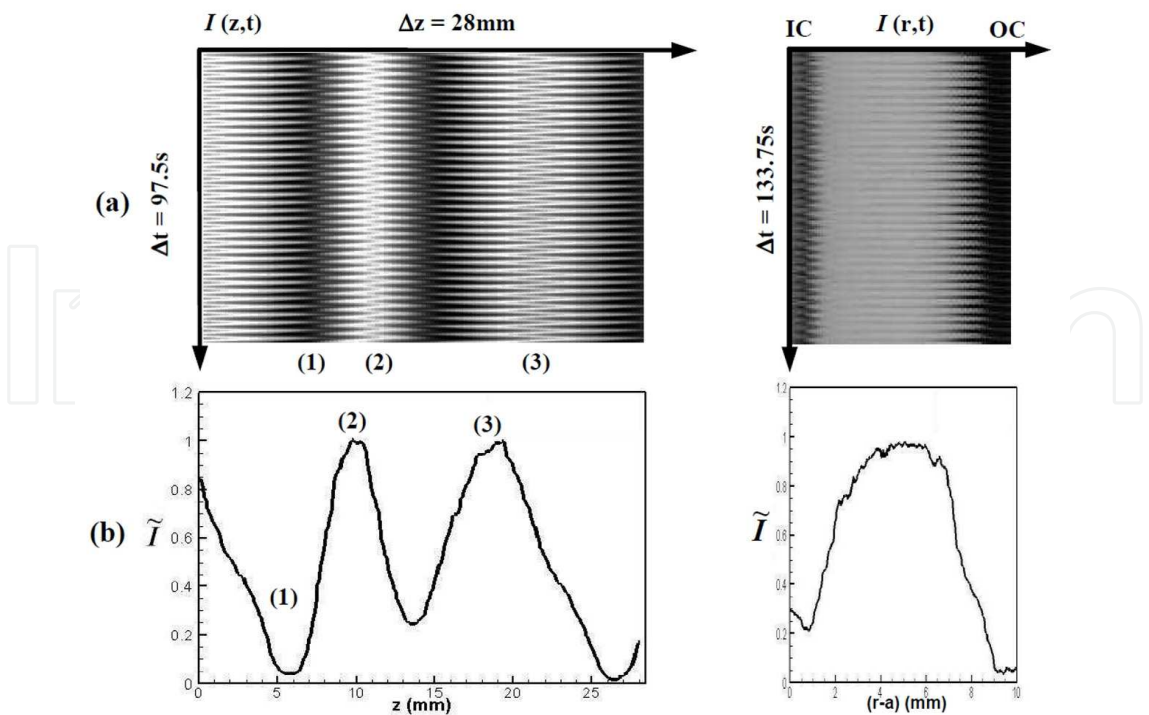 I (z,t)
Δz = 28mm
IC
I (r,t)
OC
(a)
Δt = 97.5s
Δt = 133.75s
(1)
(2)
(3)
(b)
Ĩ
1.2
1
0.8
0.6
0.4
0.2
0
(1)
(2)
(3)
0
5
10
15
20
25
z (mm)
Ĩ
1.2
1
0.8
0.6
0.4
0.2
0
0
2
4
6
8
10
(r-a) (mm)